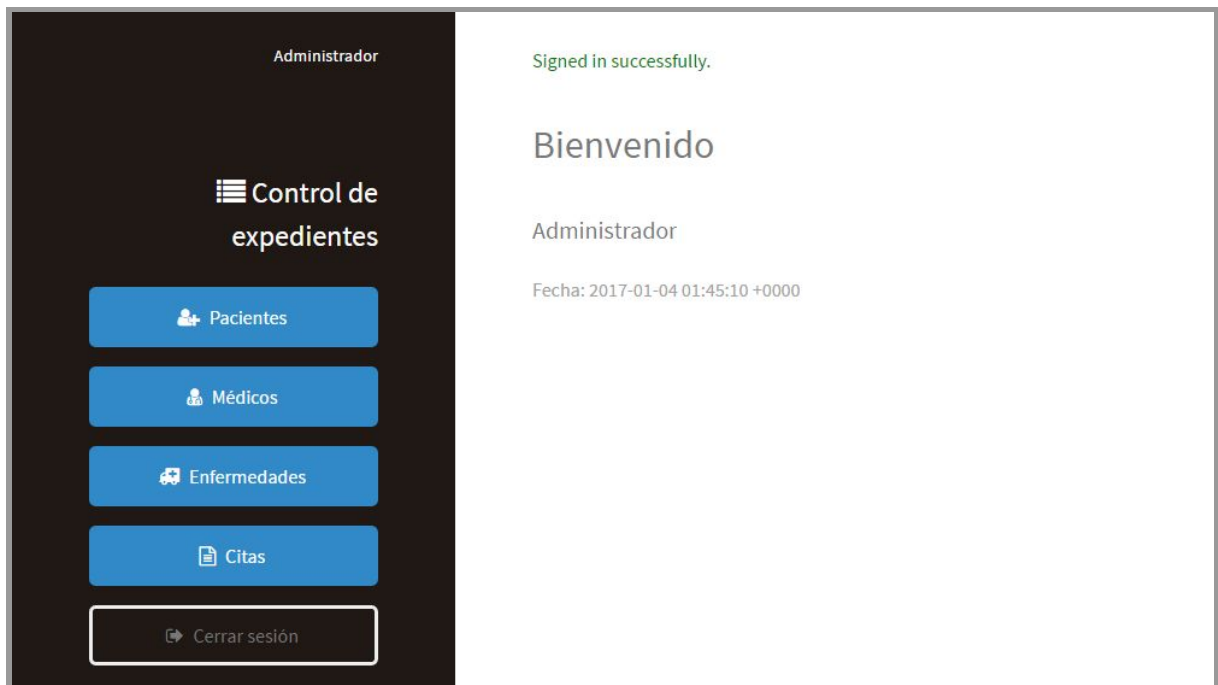 Administrador
Control de
expedientes
Pacientes
Médicos
Enfermedades
Citas
Cerrar sesión
Signed in successfully.
Bienvenido
Administrador
Fecha: 2017-01-04 01:45:10 +0000